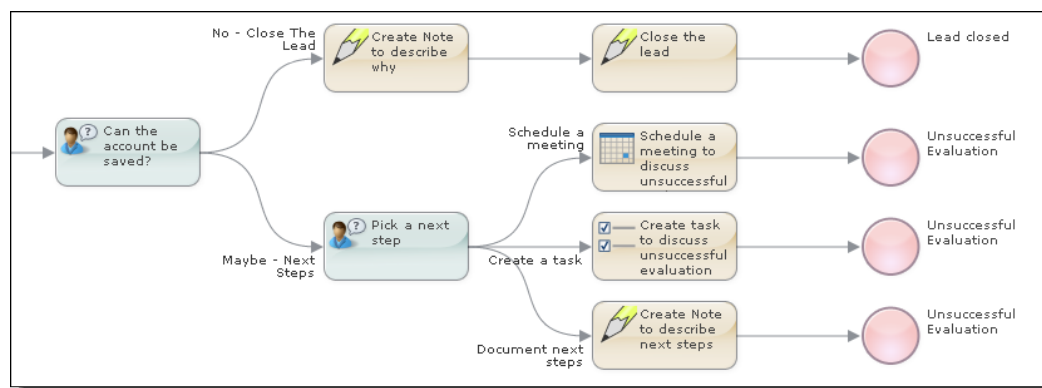 No - Close The
Lead
Create Note
to describe
why
Close the
lead
Lead closed
Can the
account be
saved?
Schedule a
meeting
Schedule a
meeting to
discuss
unsuccessful
Unsuccessful
Evaluation
Pick a next
step
Maybe - Next
Steps
Create a task
Create task
to discuss
unsuccessful
evaluation
Unsuccessful
Evaluation
Document next
steps
Create Note
to describe
next steps
Unsuccessful
Evaluation